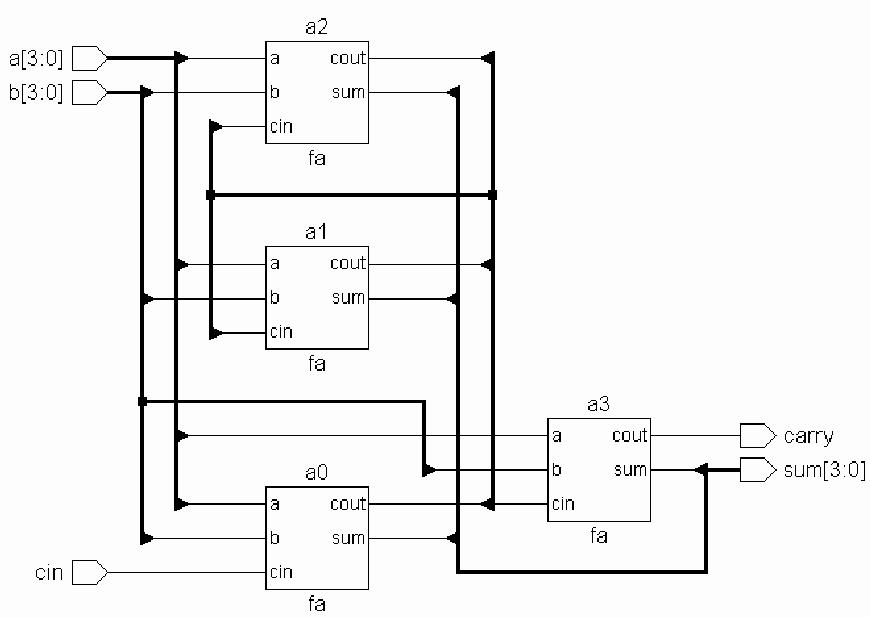 a2
a[3:0]
a cout
b[3:0]
b sum
cin
fa
a1
a cout
b sum
cin
fa
a3
a cout
carry
b sum
sum[3:0]
cin
fa
a0
a cout
b sum
cin
cin
fa